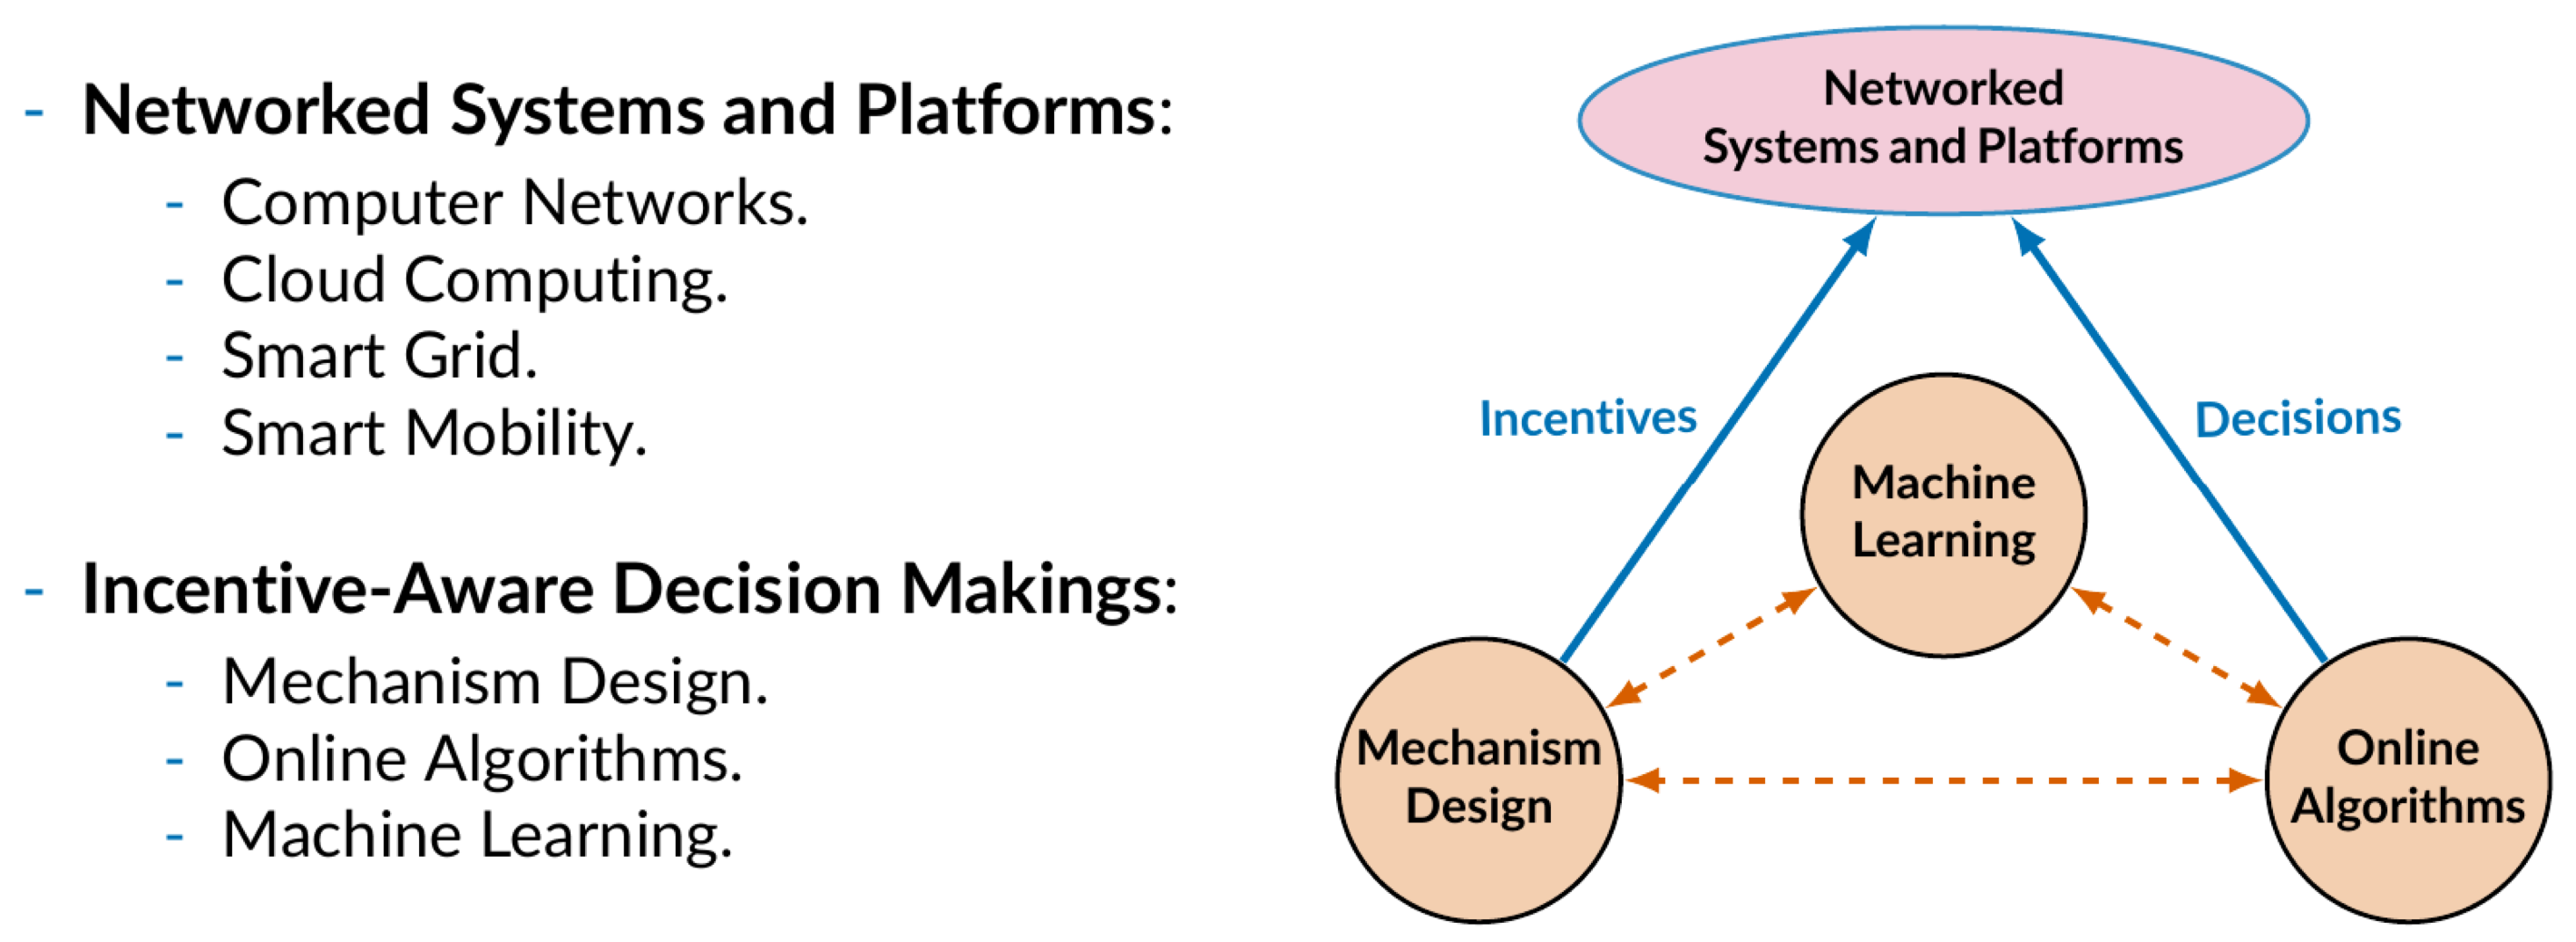 - Networked Systems and Platforms:
- Computer Networks.
- Cloud Computing.
- Smart Grid.
- Smart Mobility.
- Incentive-Aware Decision Makings:
- Mechanism Design.
- Online Algorithms.
- Machine Learning.
Networked
Systems and Platforms
Incentives
Decisions
Machine
Learning
Mechanism
Design
Online
Algorithms